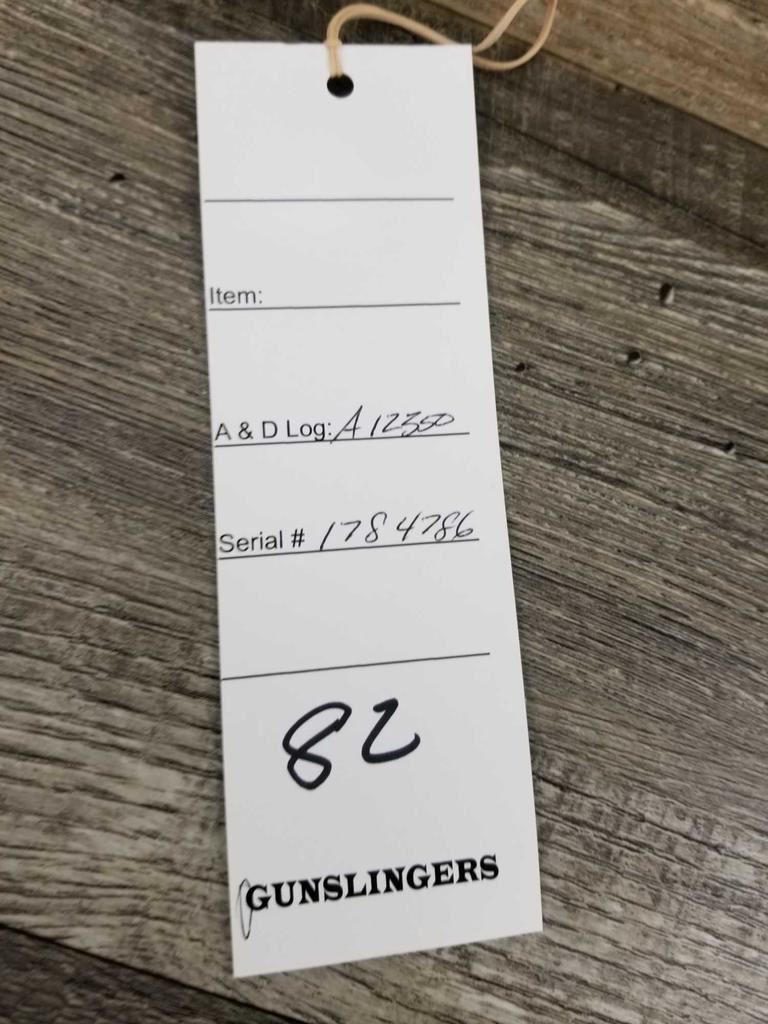 Item:
A & D Log: A12350
Serial # 1784786
82
GUNSLINGERS